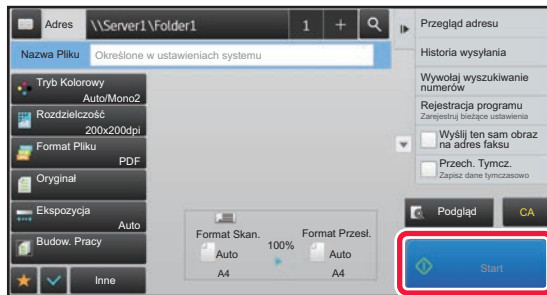 Adres
\\Server1\Folder1
1
+
Nazwa Pliku
Określone w ustawieniach systemu
Tryb Kolorowy
Auto/Mono2
Rozdzielczość
200x200dpi
Format Pliku
PDF
Oryginał
Ekspozycja
Auto
Budow. Pracy
Inne
Format Skan.
Auto
A4
100%
Format Przesł.
Auto
A4
Przegląd adresu
Historia wysyłania
Wywołaj wyszukiwanie
numerów
Rejestracja programu
Zarejestruj bieżące ustawienia
Wyślij ten sam obraz
na adres faksu
Przech. Tymcz.
Zapisz dane tymczasowo
Podgląd
CA
Start